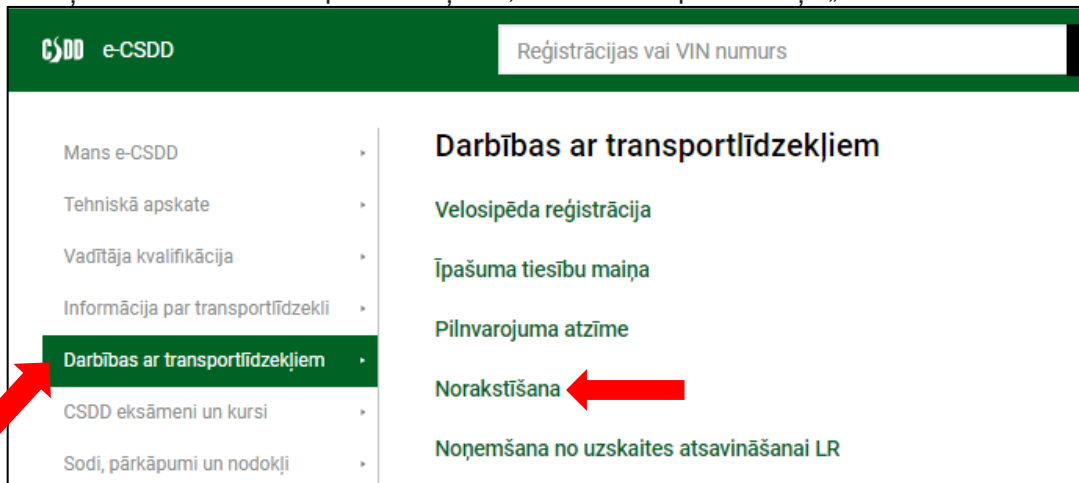 CSDD e-CSDD
Reģistrācijas vai VIN numurs
Mans e-CSDD
Tehniskā apskate
Vadītāja kvalifikācija
Informācija par transportlīdzekli
Darbības ar transportlīdzekļiem
CSDD eksāmeni un kursi
Sodi, pārkāpumi un nodokļi
Darbības ar transportlīdzekļiem
Velosipēda reģistrācija
Īpašuma tiesību maiņa
Pilnvarojuma atzīme
Norakstīšana
Noņemšana no uzskaites atsavināšanai LR